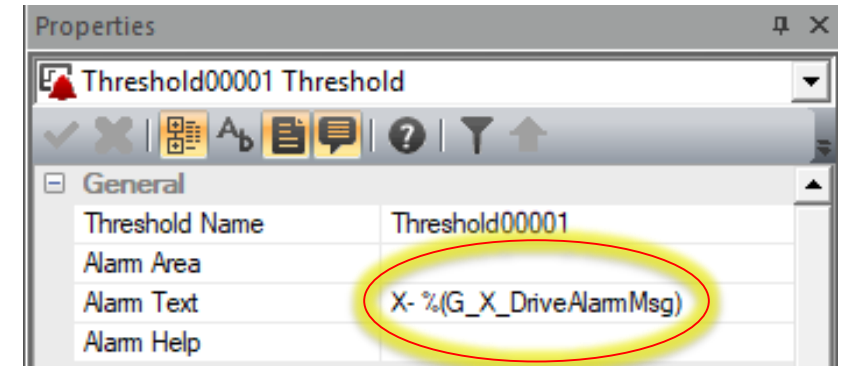 Properties
Threshold00001 Threshold
General
Threshold Name Threshold00001
Alarm Area
Alarm Text X- %(G_X_DriveAlarmMsg)
Alarm Help